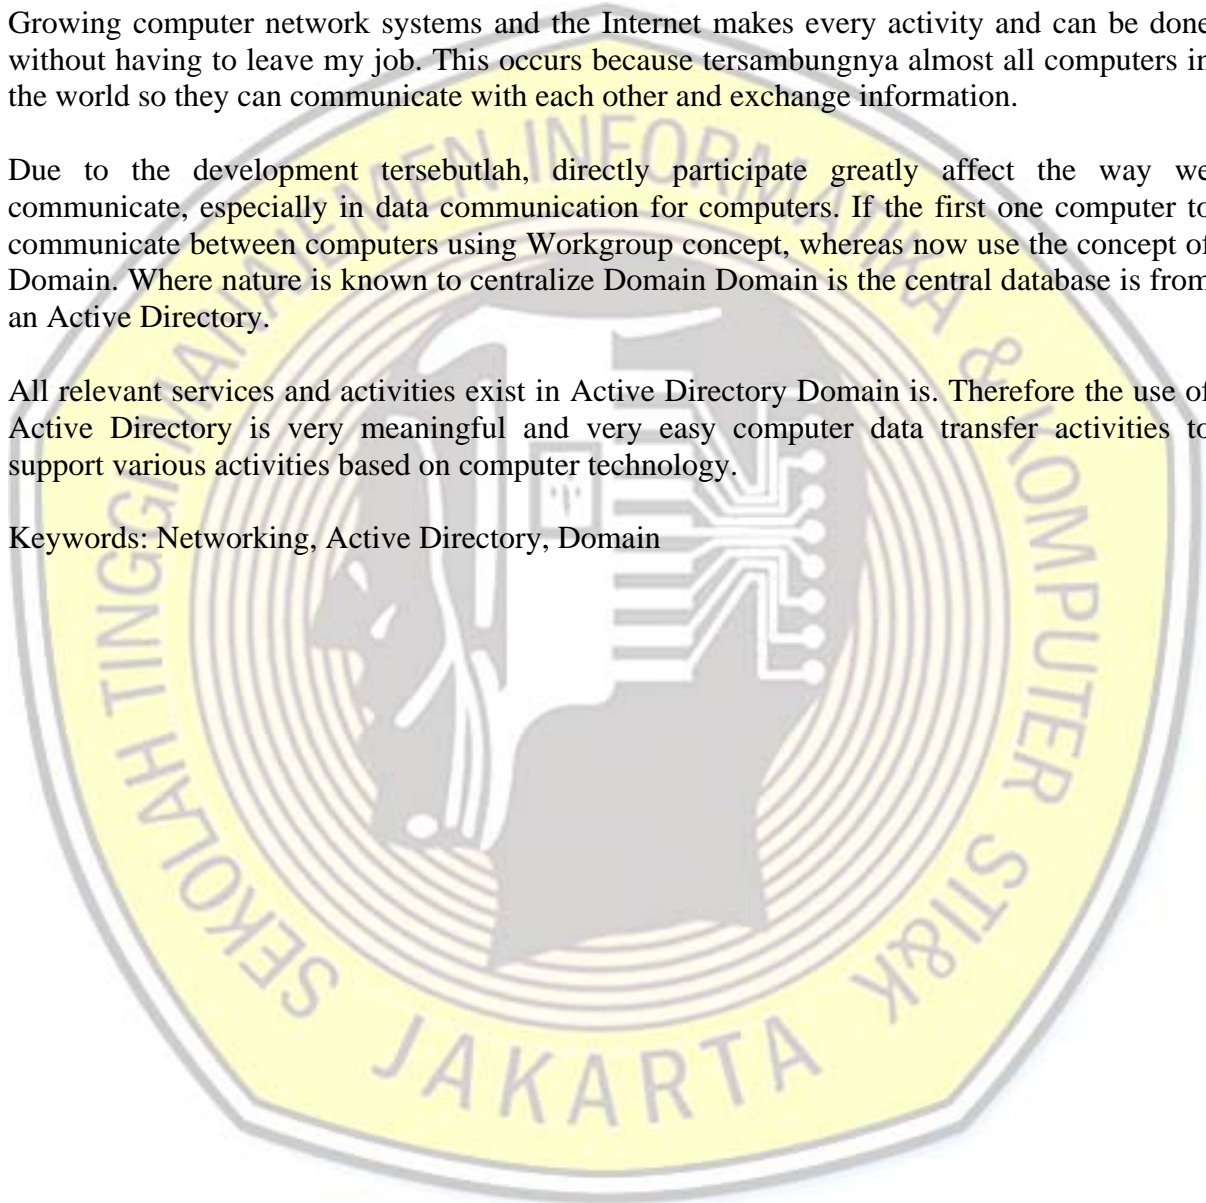 Growing computer network systems and the Internet makes every activity and can be done
without having to leave my job. This occurs because tersambungnya almost all computers in
the world so they can communicate with each other and exchange information.
Due to the development tersebutlah, directly participate greatly affect the way we
communicate, especially in data communication for computers. If the first one computer to
communicate between computers using Workgroup concept, whereas now use the concept of
Domain. Where nature is known to centralize Domain Domain is the central database is from
an Active Directory.
All relevant services and activities exist in Active Directory Domain is. Therefore the use of
Active Directory is very meaningful and very easy computer data transfer activities to
support various activities based on computer technology.
Keywords: Networking, Active Directory, Domain
SEKOLAH TINGGI MANAJEMEN INFORMATIKA & KOMPUTER STI&K
JAKARTA